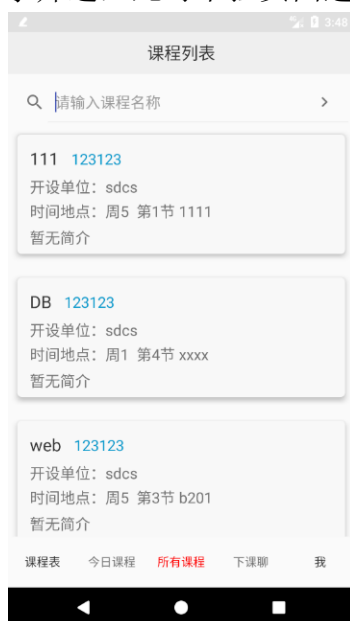 3:48
课程列表
请输入课程名称
111 123123
开设单位：sdcs
时间地点：周5 第1节 1111
暂无简介
DB 123123
开设单位：sdcs
时间地点：周1 第4节 xxxx
暂无简介
web 123123
开设单位：sdcs
时间地点：周5 第3节 b201
暂无简介
课程表 今日课程 所有课程 下课聊 我